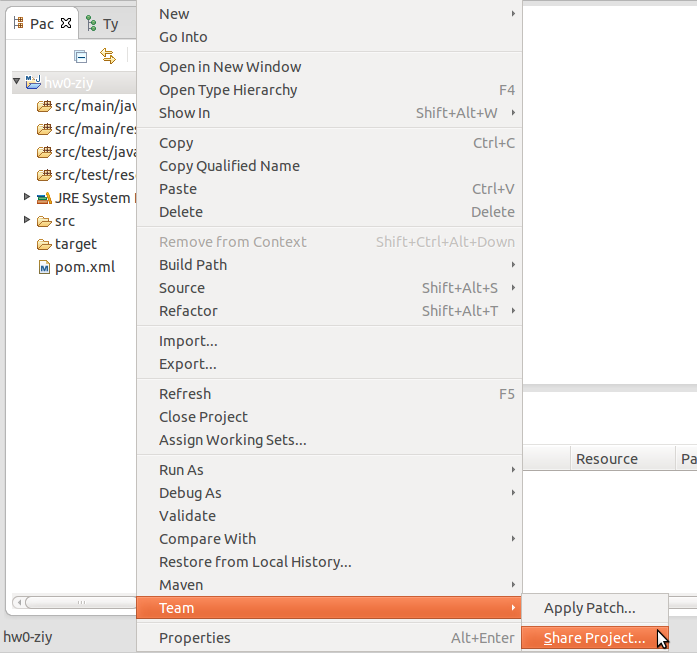 Pac
Ty
hw0-ziy
src/main/jav
src/main/res
src/test/java
src/test/res
JRE System
src
target
pom.xml
New
Go Into
Open in New Window
Open Type Hierarchy F4
Show In Shift+Alt+W
Copy Ctrl+C
Copy Qualified Name
Paste Ctrl+V
Delete Delete
Remove from Context Shift+Ctrl+Alt+Down
Build Path
Source Shift+Alt+S
Refactor Shift+Alt+T
Import...
Export...
Refresh F5
Close Project
Assign Working Sets...
Run As
Debug As
Validate
Compare With
Restore from Local History...
Maven
Team
Properties Alt+Enter
Apply Patch...
Share Project...
Resource
Pa
hw0-ziy